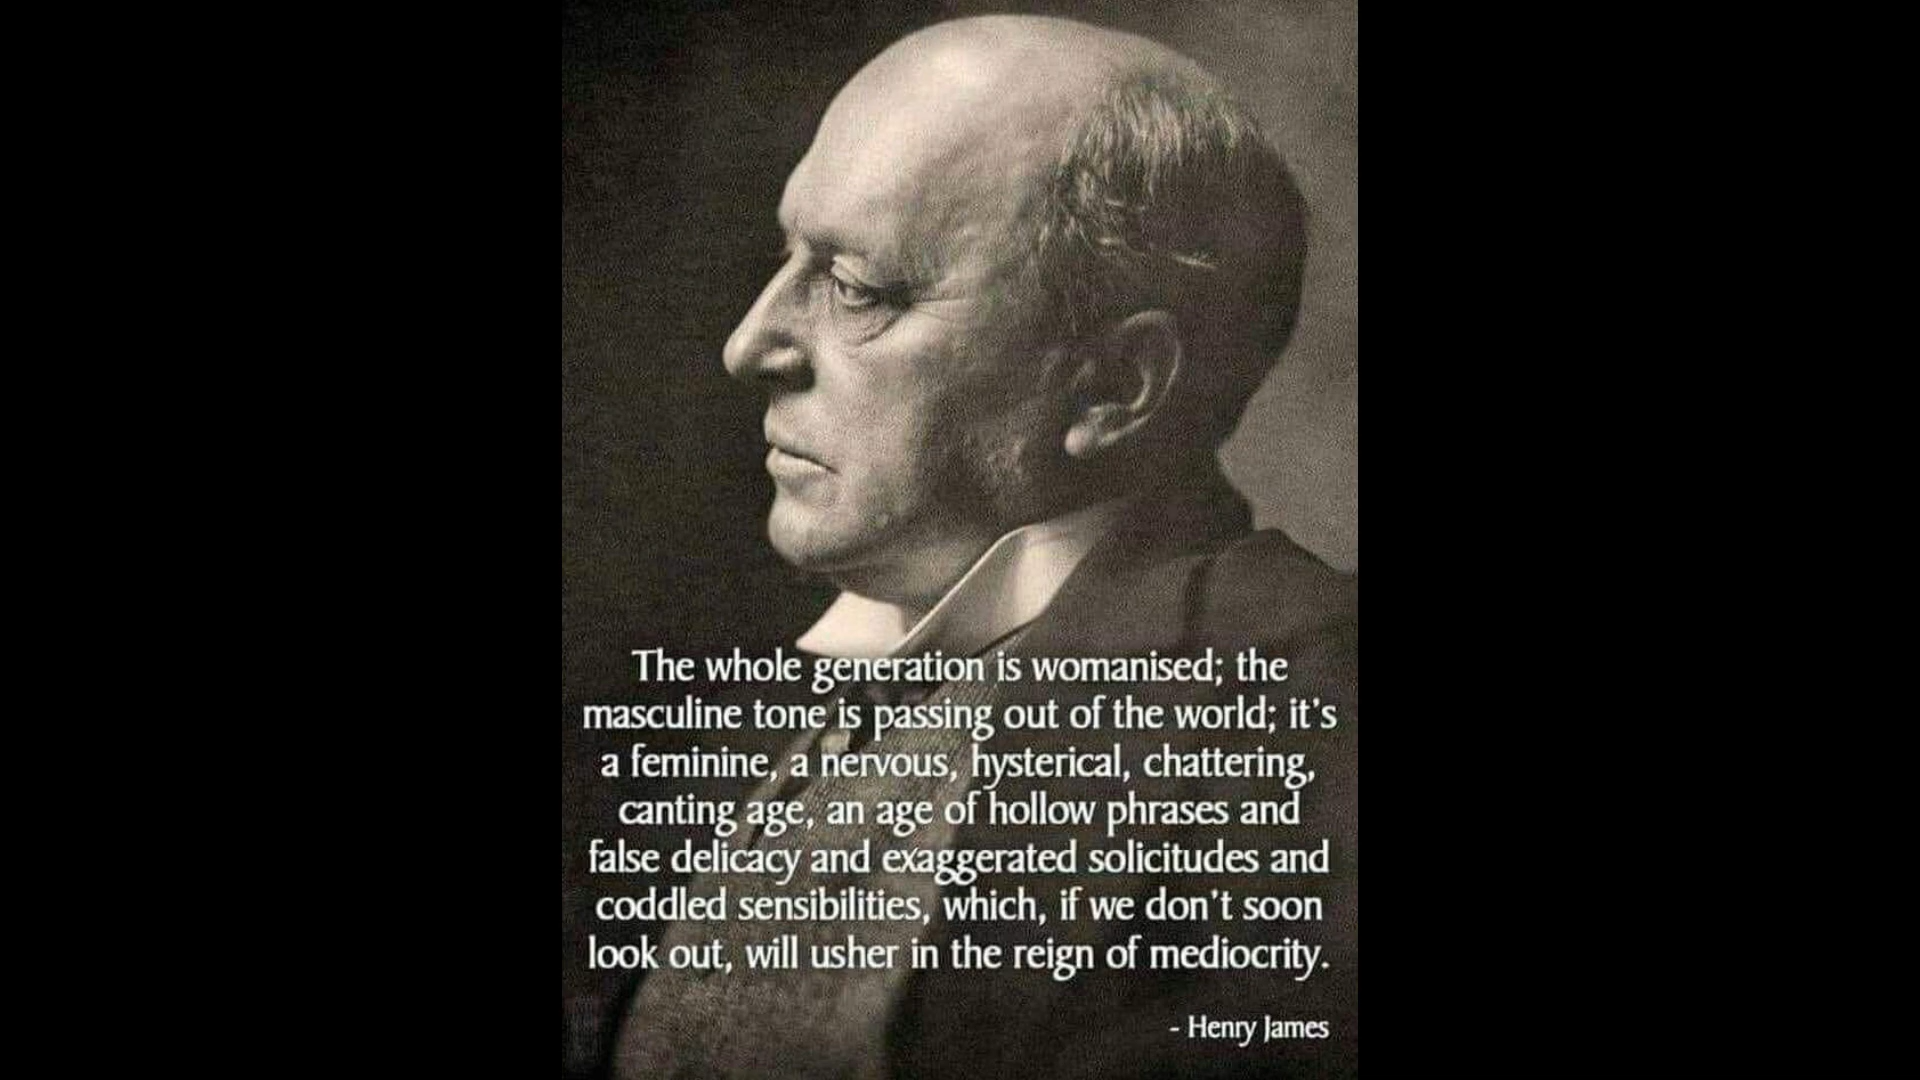 The whole generation is womanised; the
masculine tone is passing out of the world; it's
a feminine, a nervous, hysterical, chattering,
canting age, an age of hollow phrases and
false delicacy and exaggerated solicitudes and
coddled sensibilities, which, if we don't soon
look out, will usher in the reign of mediocrity.
- Henry James